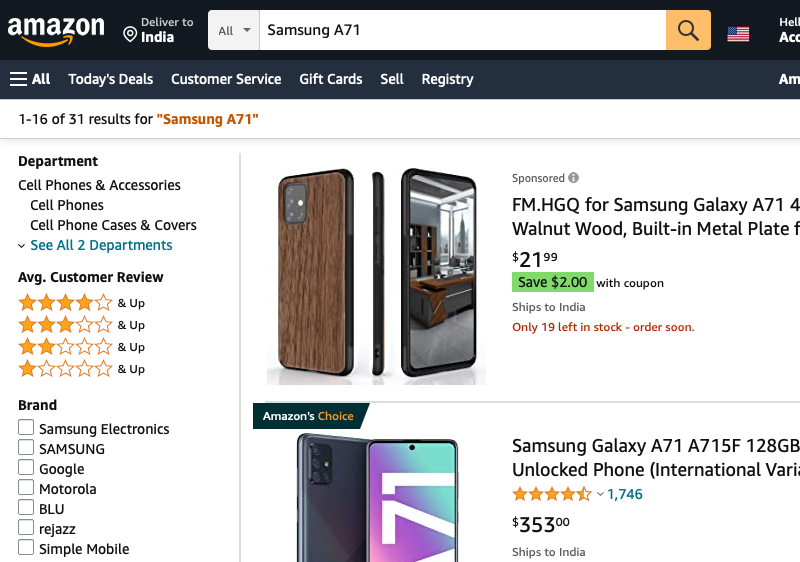 amazon
Deliver to
India
All
Samsung A71
All
Today's Deals
Customer Service
Gift Cards
Sell
Registry
1-16 of 31 results for "Samsung A71"
Department
Cell Phones & Accessories
Cell Phones
Cell Phone Cases & Covers
See All 2 Departments
Avg. Customer Review
& Up
& Up
& Up
& Up
Brand
Samsung Electronics
SAMSUNG
Google
Motorola
BLU
rejazz
Simple Mobile
Sponsored
FM.HGQ for Samsung Galaxy A71 4
Walnut Wood, Built-in Metal Plate f
$21 99
Save $2.00 with coupon
Ships to India
Only 19 left in stock - order soon.
Amazon's Choice
Samsung Galaxy A71 A715F 128GB
Unlocked Phone (International Varia
1,746
$353 00
Ships to India